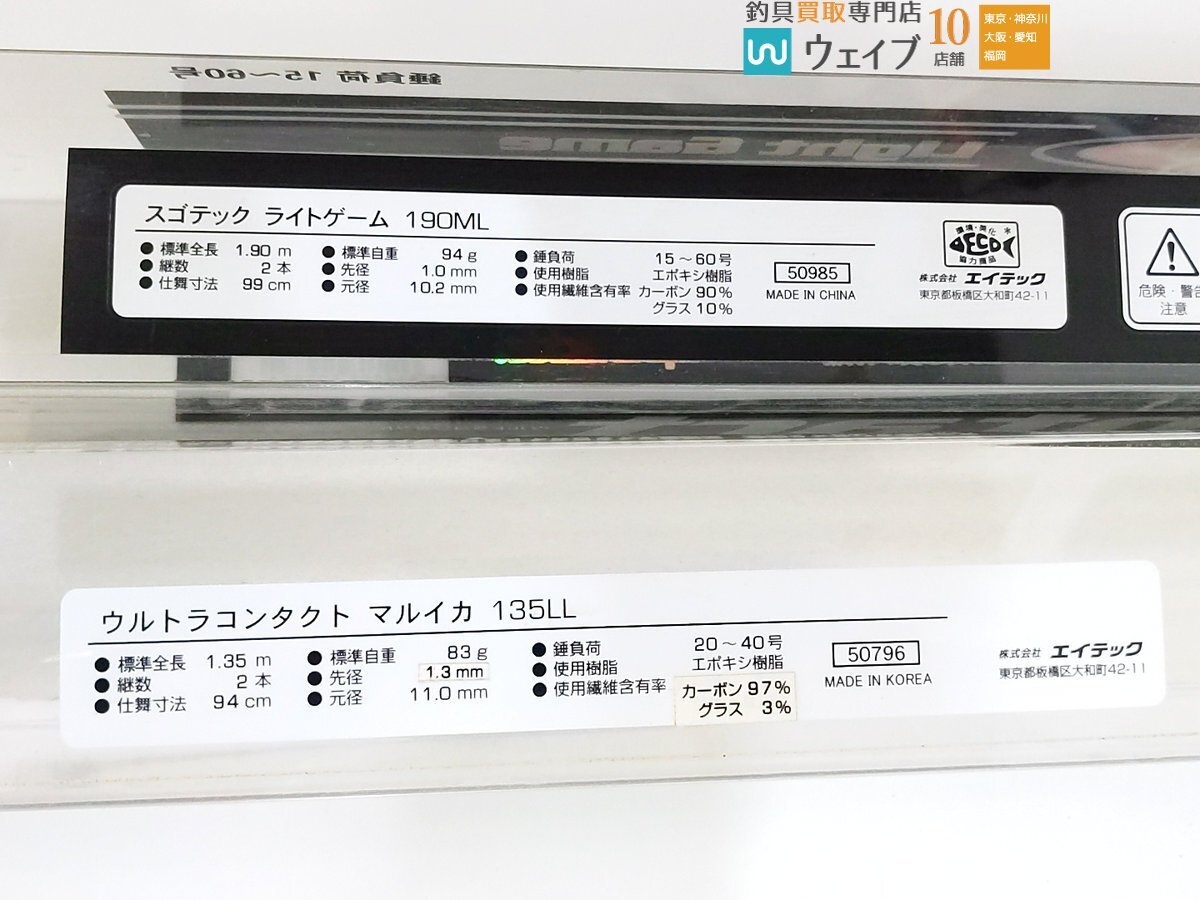 釣具買取専門店
ウェイブ
10
店舗
東京・神奈川
大阪・愛知
福岡
錘負荷 15～60号
Light Game
スゴテック ライトゲーム 190ML
●標準全長 1.90 m ●標準自重 94 g ●錘負荷 15～60号
●継数 2本 ●先径 1.0 mm ●使用樹脂 エポキシ樹脂
●仕舞寸法 99 cm ●元径 10.2 mm ●使用繊維含有率 カーボン 90%
グラス 10%
50985
MADE IN CHINA
環境・美化
ECO
協力商品
株式会社 エイテック
東京都板橋区大和町42-11
危険・警告
注意
ウルトラコンタクト マルイカ 135LL
●標準全長 1.35 m ●標準自重 83 g ●錘負荷 20～40号
●継数 2本 ●先径 1.3 mm ●使用樹脂 エポキシ樹脂
●仕舞寸法 94 cm ●元径 11.0 mm ●使用繊維含有率 カーボン 97%
グラス 3%
50796
MADE IN KOREA
株式会社 エイテック
東京都板橋区大和町42-11